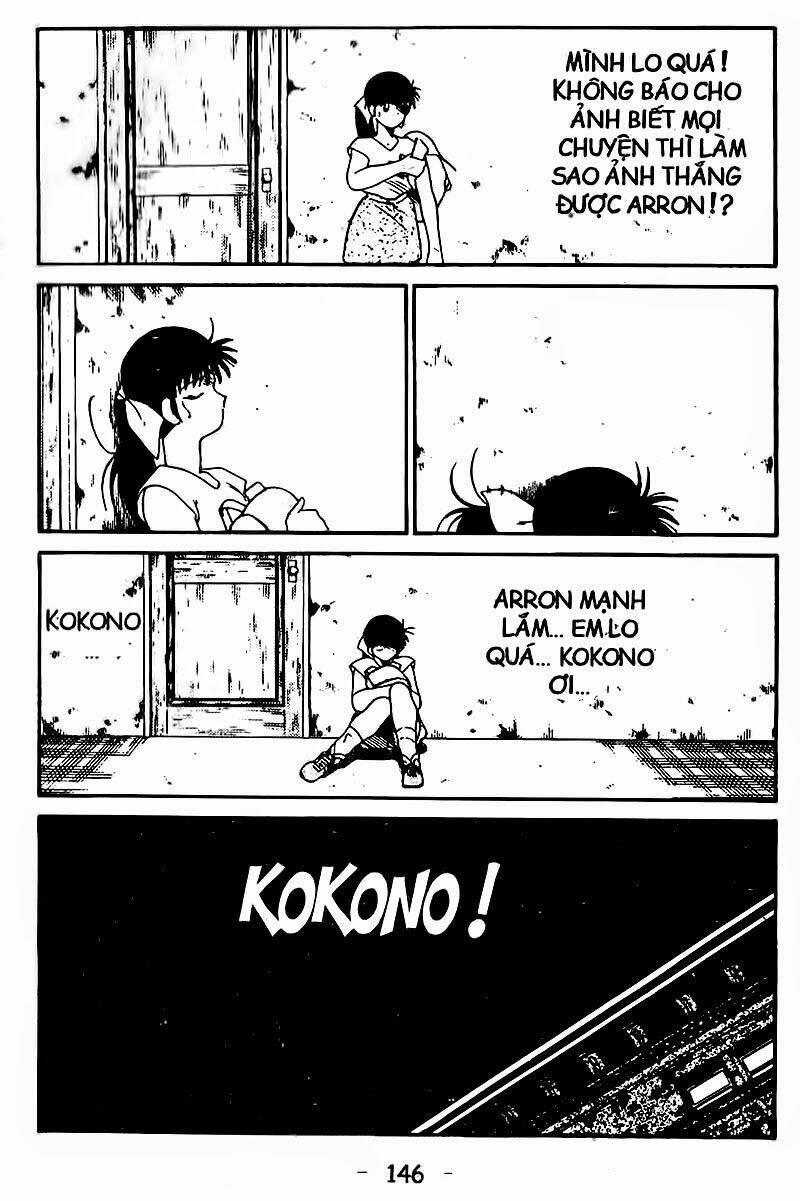 MÌNH LO QUÁ!
KHÔNG BÁO CHO
ẢNH BIẾT MỌI
CHUYỆN THÌ LÀM
SAO ẢNH THẮNG
ĐƯỢC ARRON!?
KOKONO
...
ARRON MẠNH
LẮM... EM LO
QUÁ... KOKONO
ƠI...
KOKONO!
- 146 -